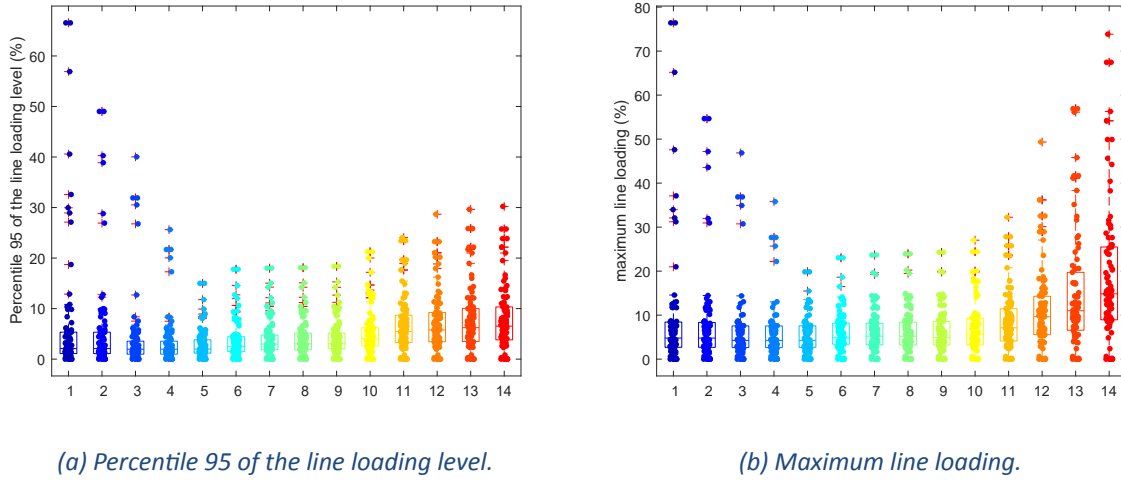 Percentile 95 of the line loading level (%)
60
50
40
30
20
10
0
1 2 3 4 5 6 7 8 9 10 11 12 13 14
(a) Percentile 95 of the line loading level.
maximum line loading (%)
80
70
60
50
40
30
20
10
0
1 2 3 4 5 6 7 8 9 10 11 12 13 14
(b) Maximum line loading.